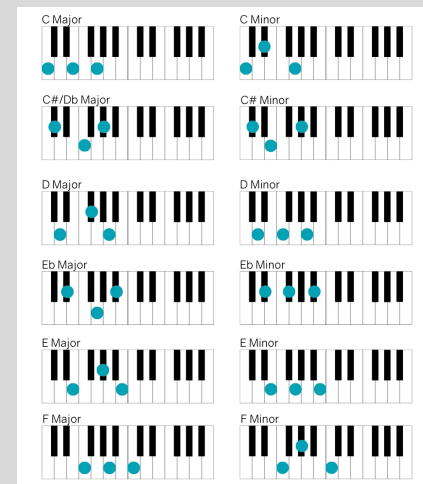 C Major
C Minor
C#/Db Major
C# Minor
D Major
D Minor
Eb Major
Eb Minor
E Major
E Minor
F Major
F Minor